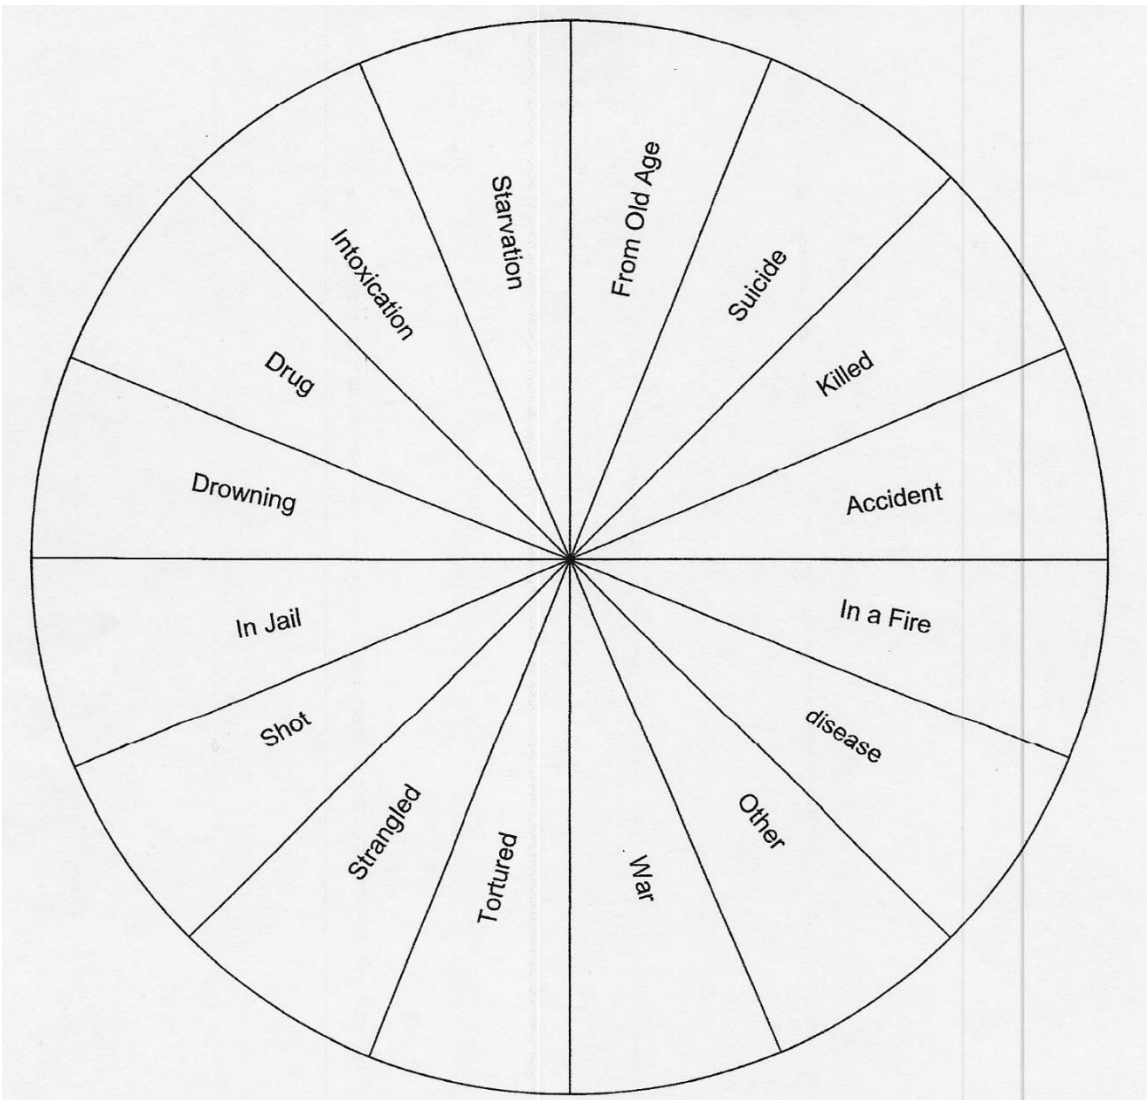 From Old Age
Suicide
Killed
Accident
In a Fire
disease
Other
War
Tortured
Strangled
Shot
In Jail
Drowning
Drug
Intoxication
Starvation